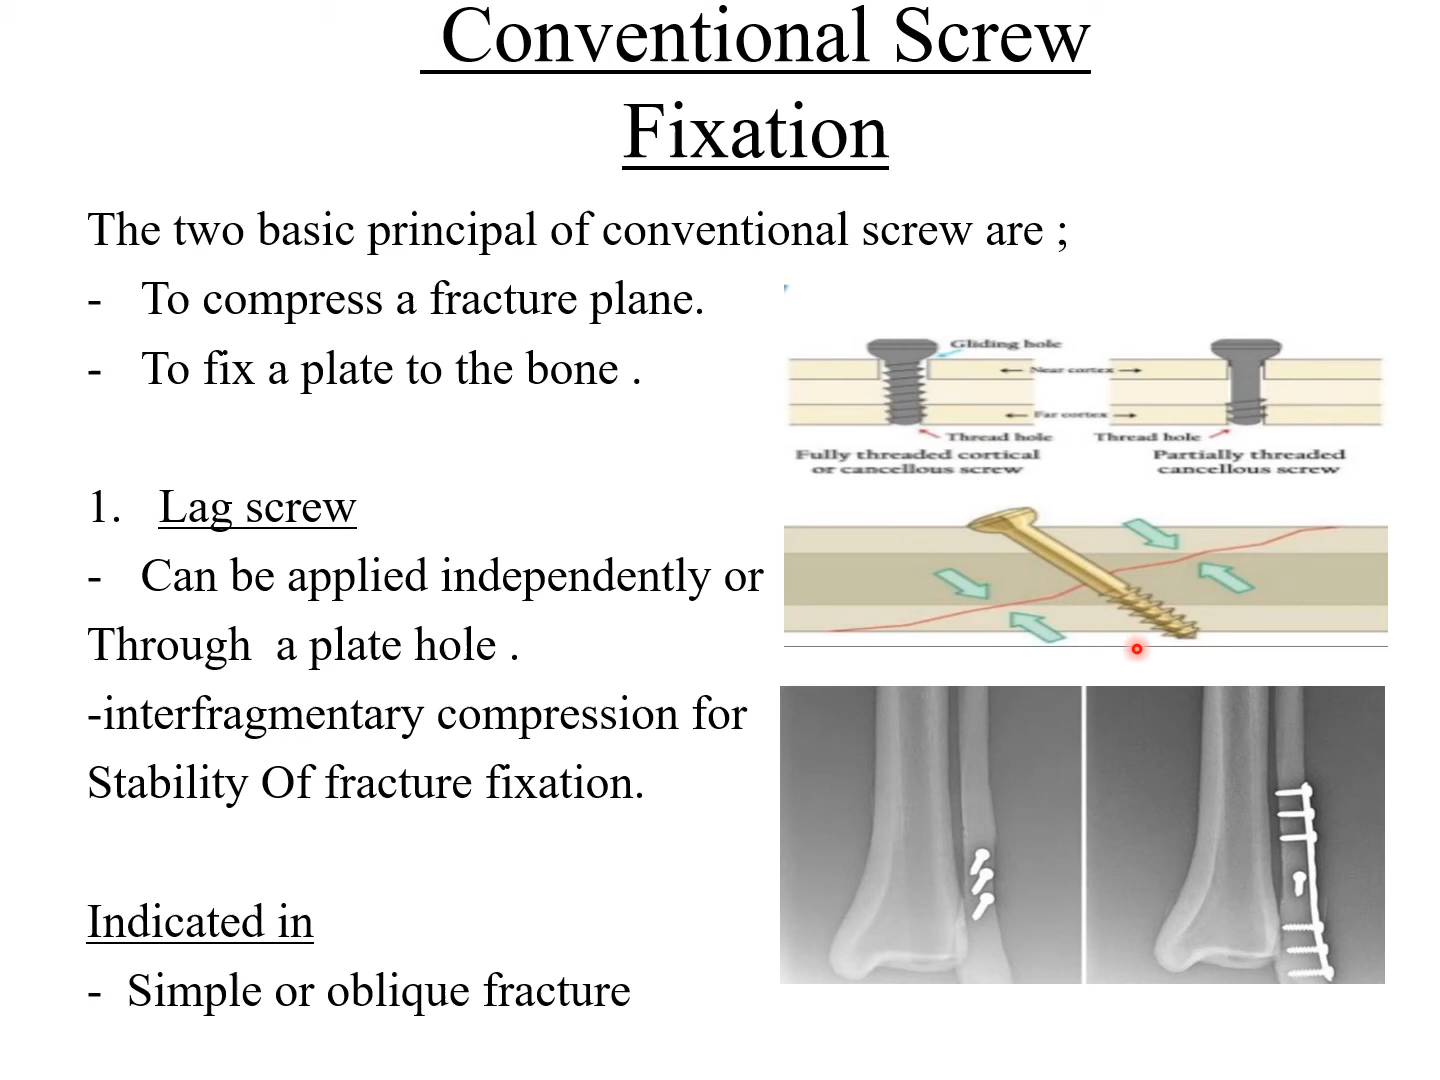 Conventional Screw
Fixation
The two basic principal of conventional screw are ;
- To compress a fracture plane.
- To fix a plate to the bone .
1. Lag screw
- Can be applied independently or
Through a plate hole .
-interfragmentary compression for
Stability Of fracture fixation.
Indicated in
- Simple or oblique fracture
Gliding hole
Near cortex
Far cortex
Thread hole
Thread hole
Fully threaded cortical
or cancellous screw
Partially threaded
cancellous screw